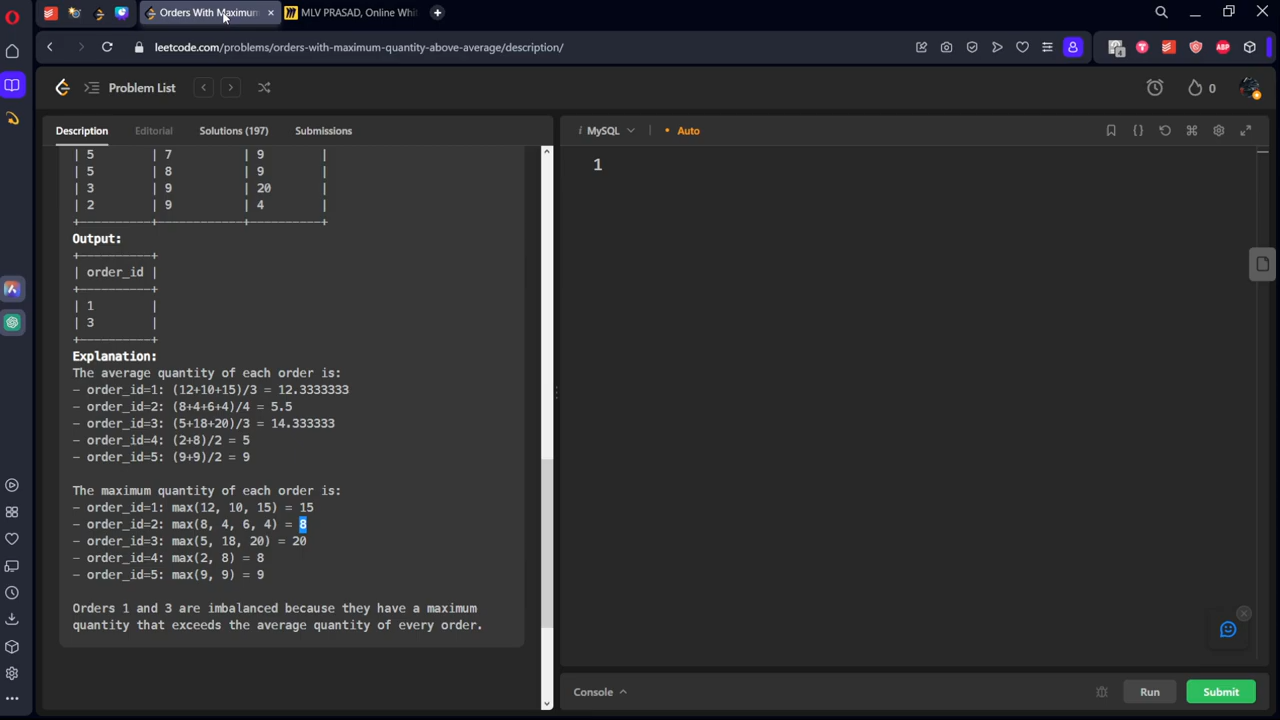 Orders With Maximum
MLV PRASAD, Online Whit
leetcode.com/problems/orders-with-maximum-quantity-above-average/description/
4
ABP
Problem List
0
Description
Editorial
Solutions (197)
Submissions
i MySQL
• Auto
| 5 | 7 | 9 |
| 5 | 8 | 9 |
| 3 | 9 | 20 |
| 2 | 9 | 4 |
+----------+------------+----------+
Output:
+----------+
| order_id |
+----------+
| 1 |
| 3 |
+----------+
Explanation:
The average quantity of each order is:
- order_id=1: (12+10+15)/3 = 12.3333333
- order_id=2: (8+4+6+4)/4 = 5.5
- order_id=3: (5+18+20)/3 = 14.333333
- order_id=4: (2+8)/2 = 5
- order_id=5: (9+9)/2 = 9
The maximum quantity of each order is:
- order_id=1: max(12, 10, 15) = 15
- order_id=2: max(8, 4, 6, 4) = 8
- order_id=3: max(5, 18, 20) = 20
- order_id=4: max(2, 8) = 8
- order_id=5: max(9, 9) = 9
Orders 1 and 3 are imbalanced because they have a maximum
quantity that exceeds the average quantity of every order.
1
Console
Run
Submit